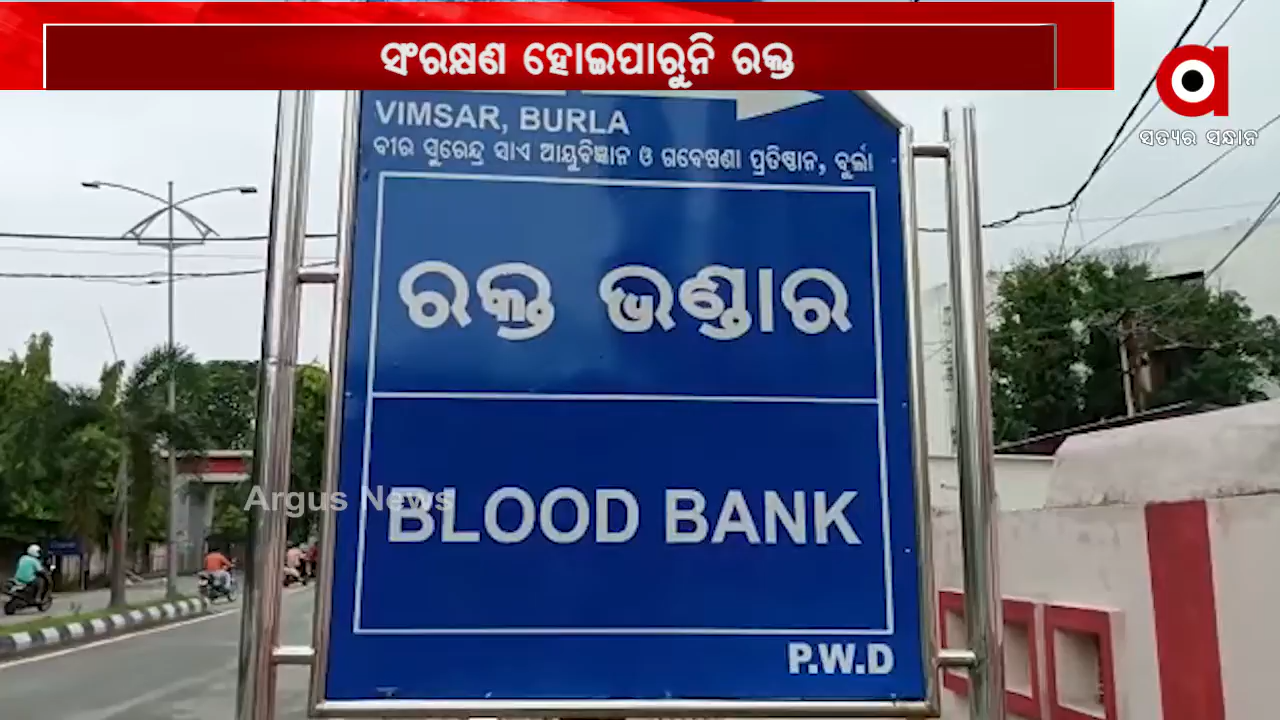 ସଂରକ୍ଷଣ ହୋଇପାରୁନି ରକ୍ତ
ସତ୍ୟର ସନ୍ଧାନ
VIMSAR, BURLA
ବୀର ସୁରେନ୍ଦ୍ର ସାଏ ଆୟୁର୍ବିଜ୍ଞାନ ଓ ଗବେଷଣା ପ୍ରତିଷ୍ଠାନ, ବୁର୍ଲା
ରକ୍ତ ଭଣ୍ଡାର
Argus News
BLOOD BANK
P.W.D